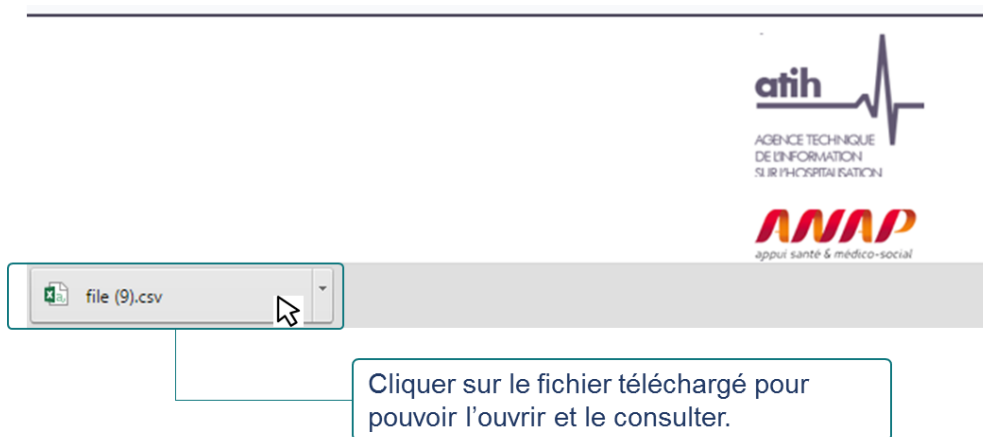 atih
AGENCE TECHNIQUE
DE L'INFORMATION
SUR L'HOSPITALISATION
ANAP
appui santé & médico-social
file (9).csv
Cliquer sur le fichier téléchargé pour
pouvoir l’ouvrir et le consulter.